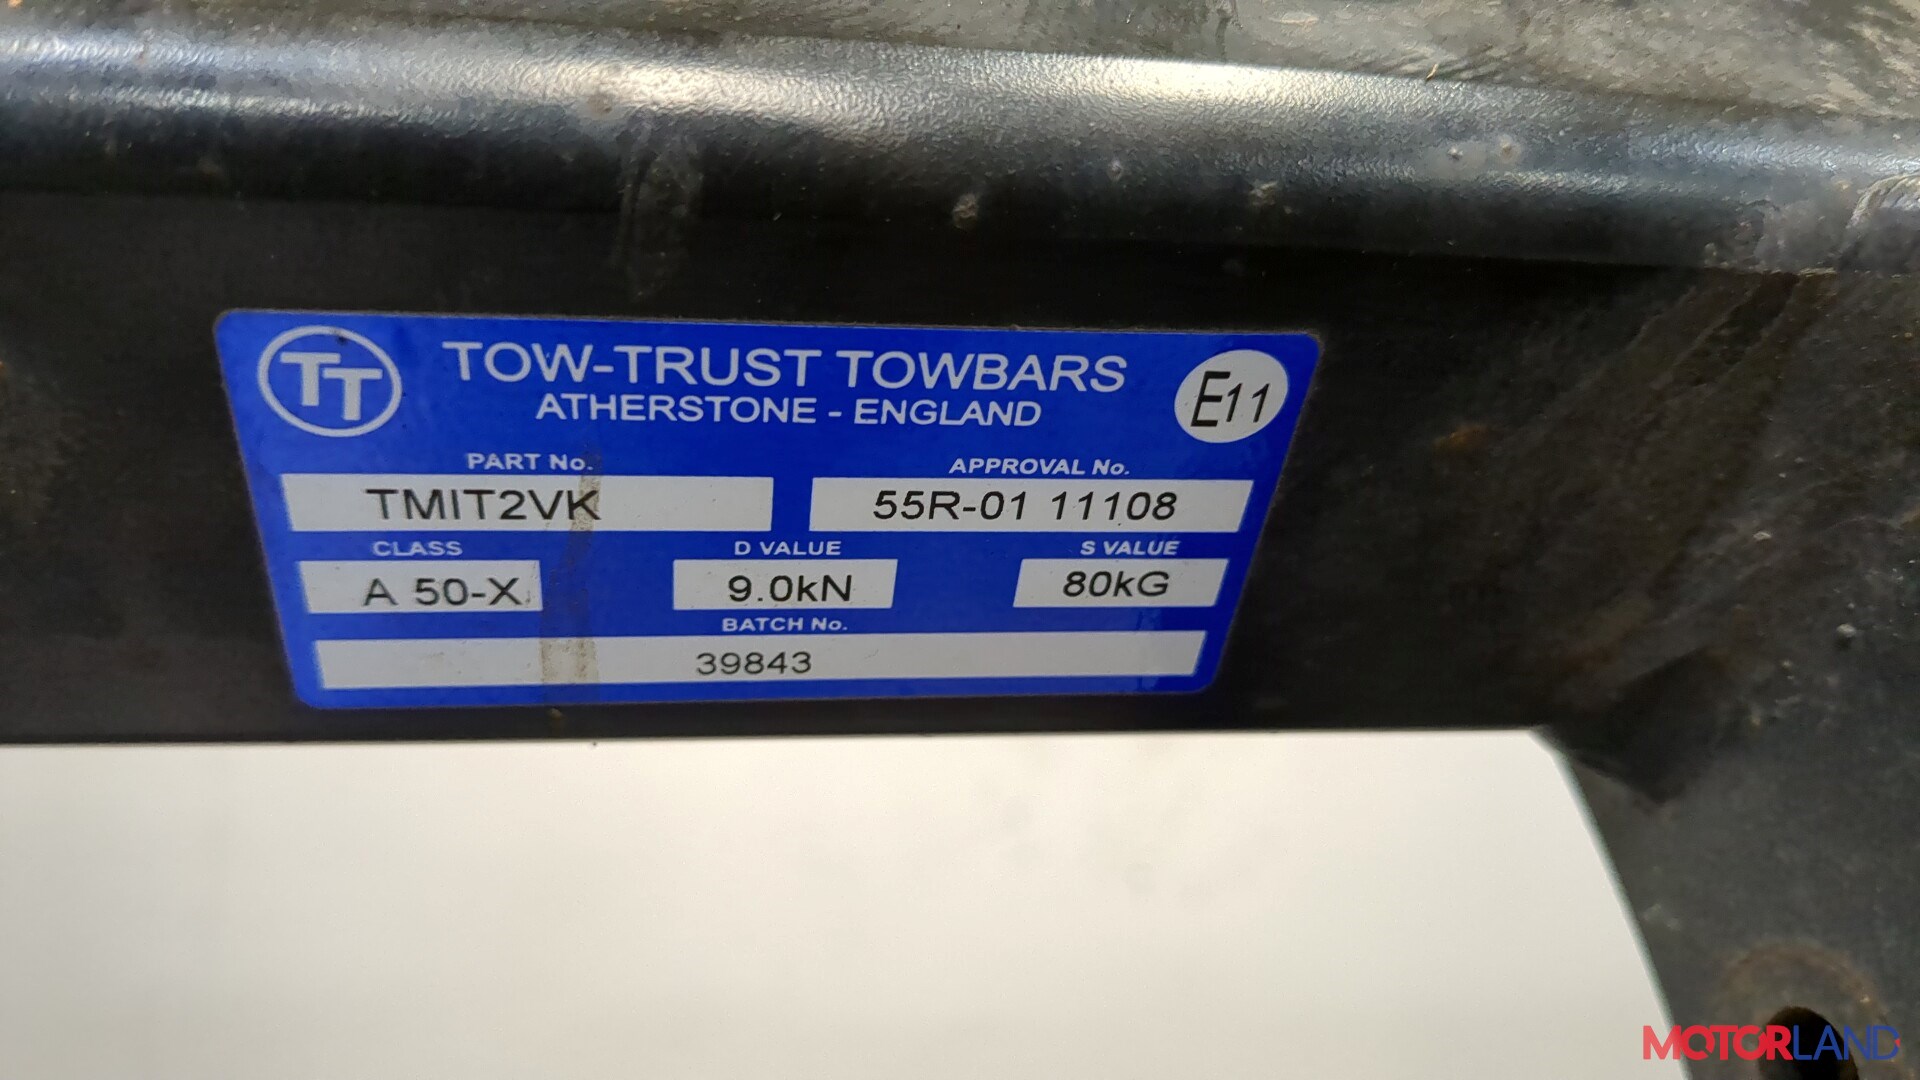 TT
TOW-TRUST TOWBARS
ATHERSTONE - ENGLAND
E11
PART No. APPROVAL No.
TMIT2VK 55R-01 11108
CLASS D VALUE S VALUE
A 50-X 9.0kN 80kG
BATCH No.
39843
MOTORLAND